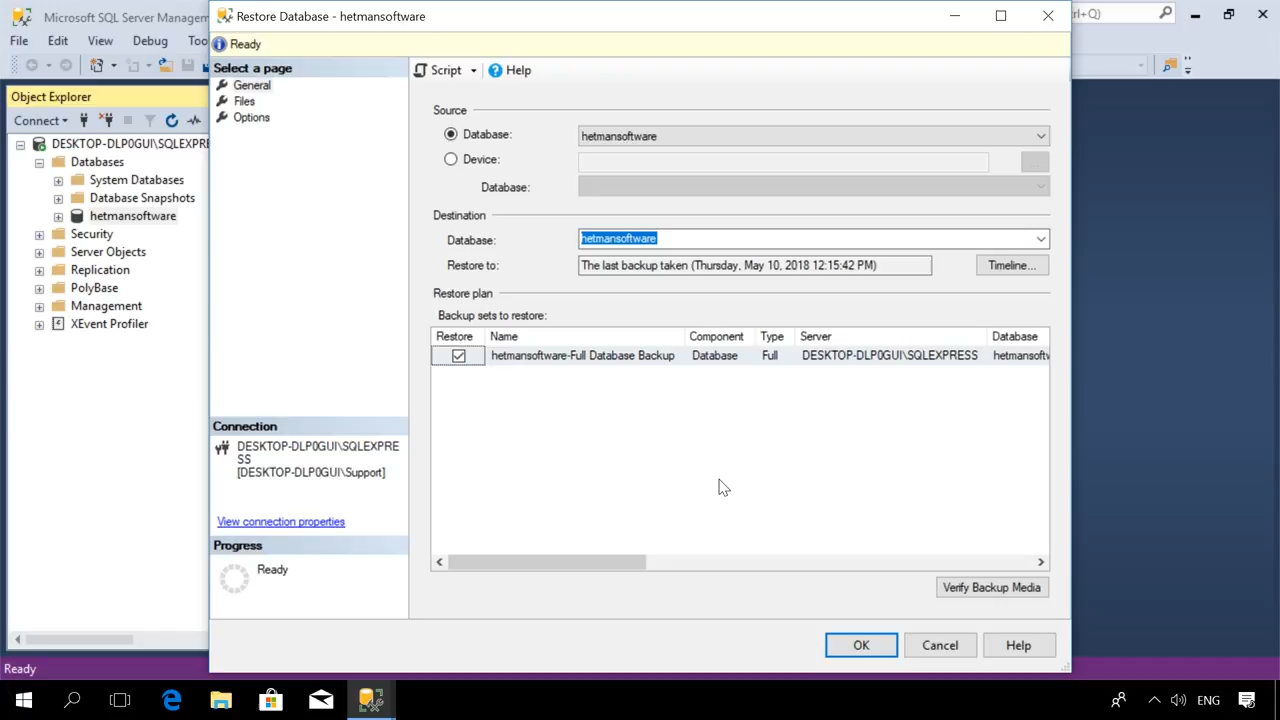 Microsoft SQL Server Manageme
Restore Database - hetmansoftware
trl+Q)
File Edit View Debug Too
Ready
Object Explorer
Connect
DESKTOP-DLP0GUI\SQLEXPRE
Databases
System Databases
Database Snapshots
hetmansoftware
Security
Server Objects
Replication
PolyBase
Management
XEvent Profiler
Select a page
General
Files
Options
Script Help
Source
Database: hetmansoftware
Device:
Database:
Destination
Database: hetmansoftware
Restore to: The last backup taken (Thursday, May 10, 2018 12:15:42 PM) Timeline...
Restore plan
Backup sets to restore:
Restore Name Component Type Server Database
hetmansoftware-Full Database Backup Database Full DESKTOP-DLP0GUI\SQLEXPRESS hetmansoftw
Connection
DESKTOP-DLP0GUI\SQLEXPRE
SS
[DESKTOP-DLP0GUI\Support]
View connection properties
Progress
Ready
Verify Backup Media
OK Cancel Help
Ready
ENG